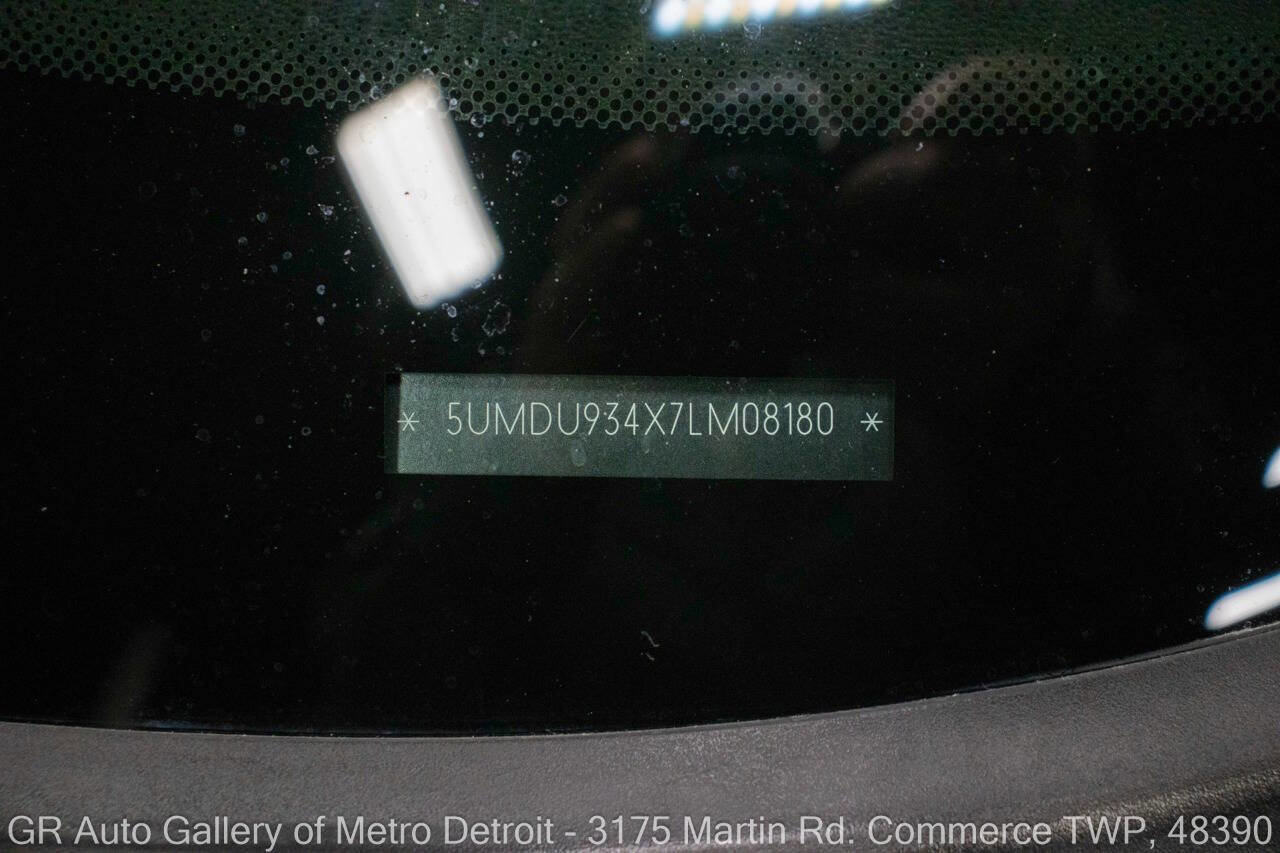 * 5UMDU934X7LM08180 *
GR Auto Gallery of Metro Detroit - 3175 Martin Rd. Commerce TWP, 48390